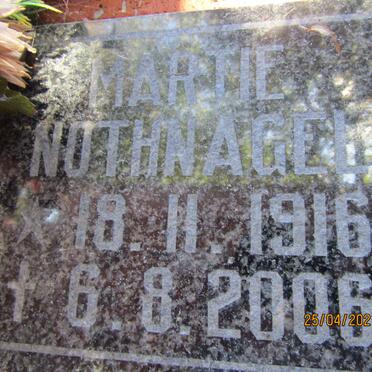 MARTIE
NOTHNAGEL
* 18.11.1916
† 6.8.2006
25/04/202